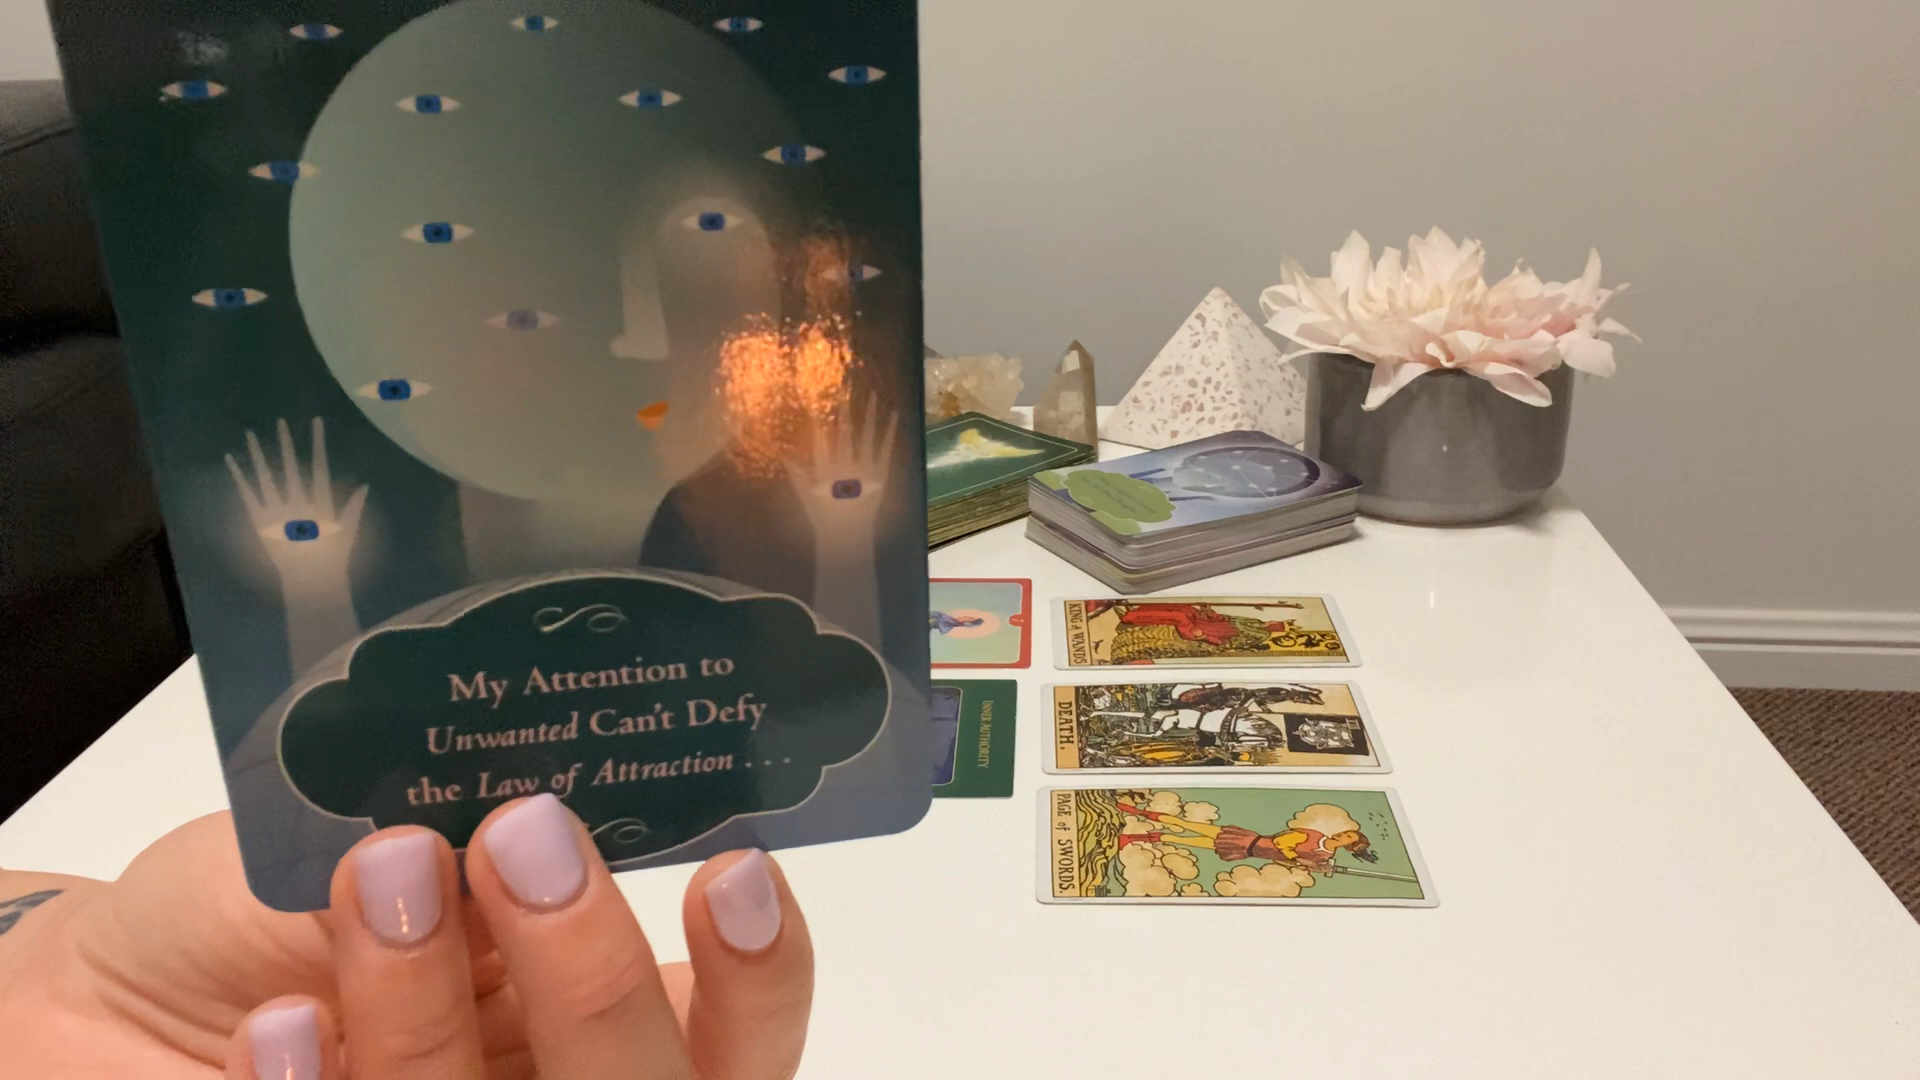 My Attention to
Unwanted Can't Defy
the Law of Attraction . . .
KING of WANDS
INNER AUTHORITY
DEATH.
PAGE of SWORDS.